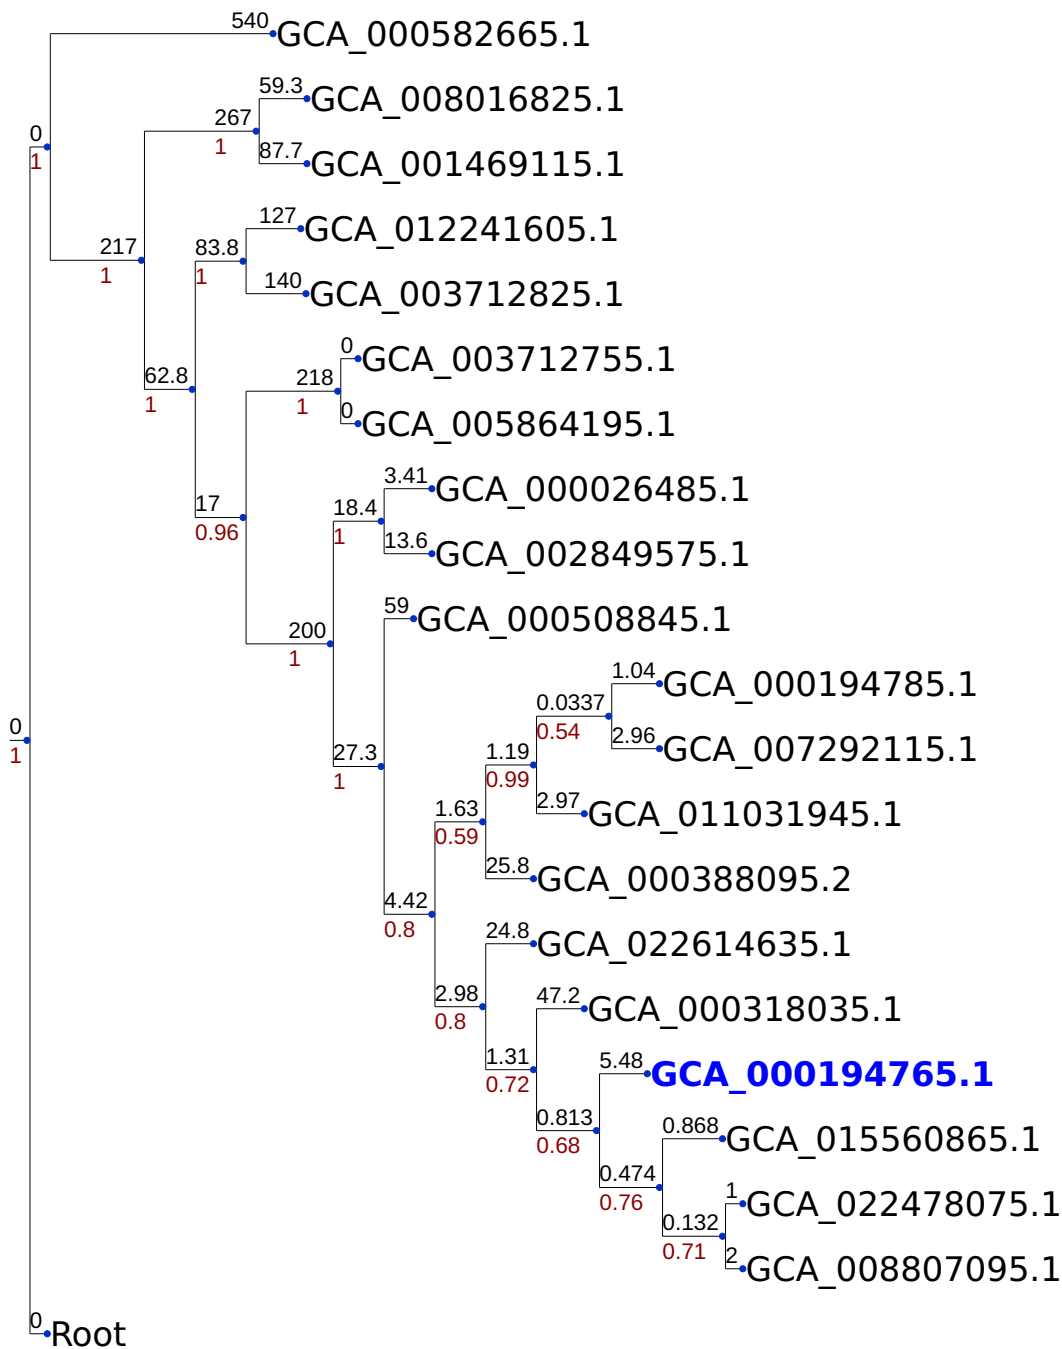 540 GCA_000582665.1
59.3 GCA_008016825.1
267
0
1
1
87.7 GCA_001469115.1
127 GCA_012241605.1
217
83.8
1
1
140 GCA_003712825.1
0 GCA_003712755.1
62.8
218
1
1
0 GCA_005864195.1
3.41 GCA_000026485.1
17
18.4
0.96
1
13.6 GCA_002849575.1
59 GCA_000508845.1
200
1
1.04 GCA_000194785.1
0.0337
0.54
0
1
27.3
1
1.19
0.99
2.96 GCA_007292115.1
1.63
0.59
2.97 GCA_011031945.1
25.8 GCA_000388095.2
4.42
0.8
24.8 GCA_022614635.1
2.98
0.8
47.2 GCA_000318035.1
1.31
0.72
5.48 GCA_000194765.1
0.813
0.68
0.868 GCA_015560865.1
0.474
0.76
1 GCA_022478075.1
0.132
0.71
2 GCA_008807095.1
0 Root